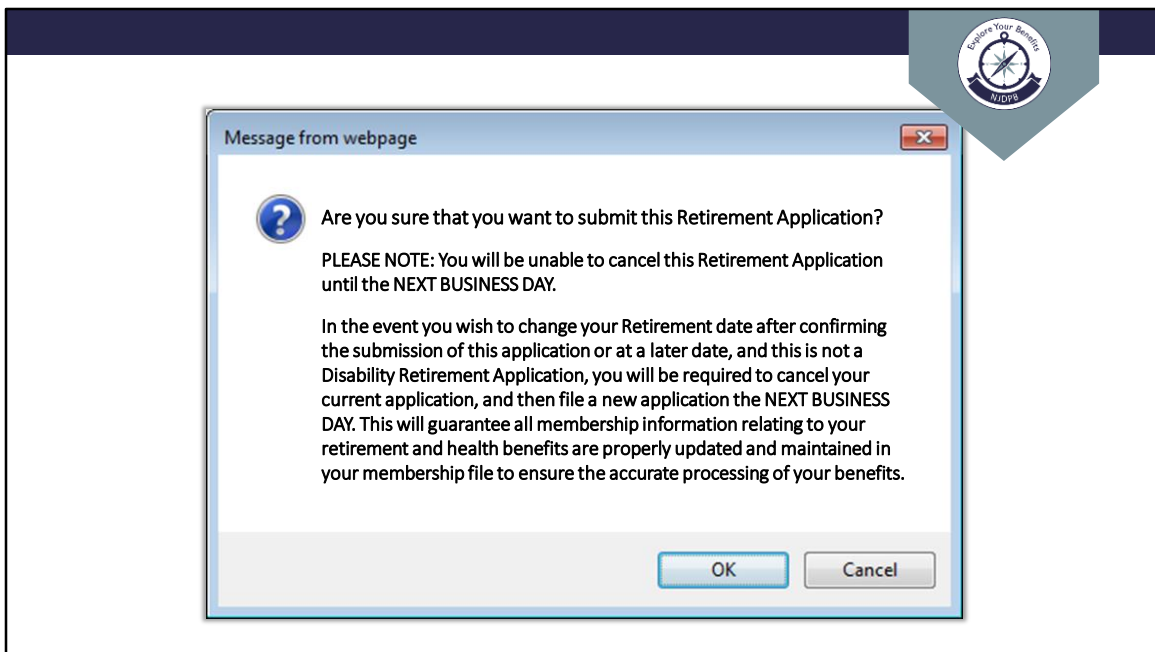 Explore Your Benefits
NJDPB
Message from webpage
Are you sure that you want to submit this Retirement Application?
PLEASE NOTE: You will be unable to cancel this Retirement Application
until the NEXT BUSINESS DAY.
In the event you wish to change your Retirement date after confirming
the submission of this application or at a later date, and this is not a
Disability Retirement Application, you will be required to cancel your
current application, and then file a new application the NEXT BUSINESS
DAY. This will guarantee all membership information relating to your
retirement and health benefits are properly updated and maintained in
your membership file to ensure the accurate processing of your benefits.
OK
Cancel